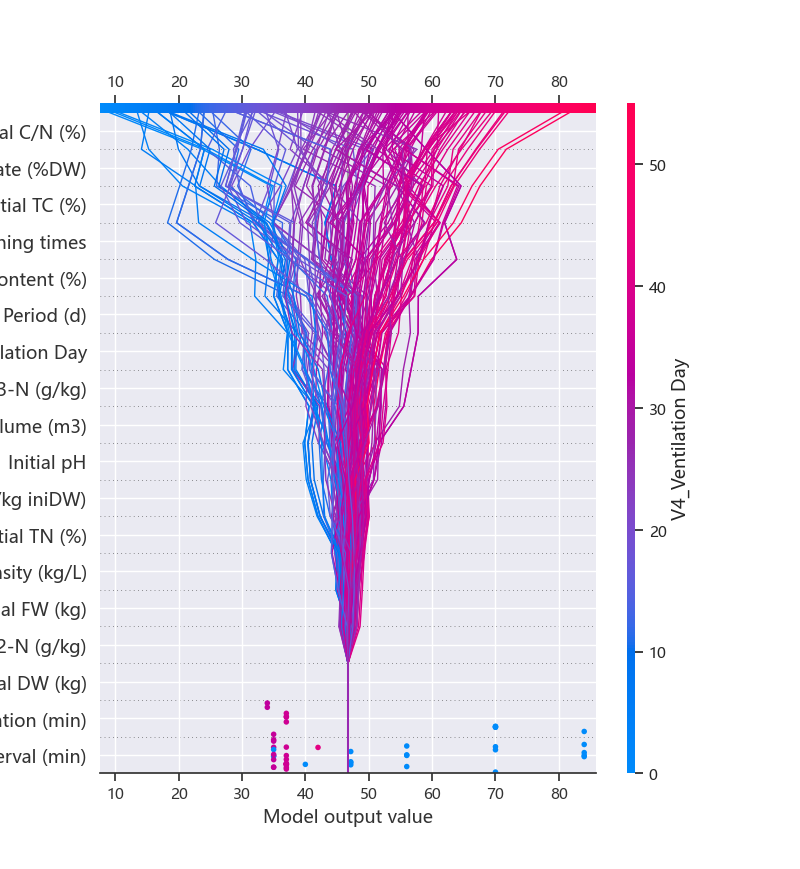 10 20 30 40 50 60 70 80
al C/N (%)
ate (%DW)
tial TC (%)
ning times
ontent (%)
Period (d)
lation Day
3-N (g/kg)
lume (m3)
Initial pH
/kg iniDW)
tial TN (%)
nsity (kg/L)
al FW (kg)
2-N (g/kg)
al DW (kg)
ation (min)
erval (min)
10 20 30 40 50 60 70 80
Model output value
50
40
30
20
10
0
V4_Ventilation Day